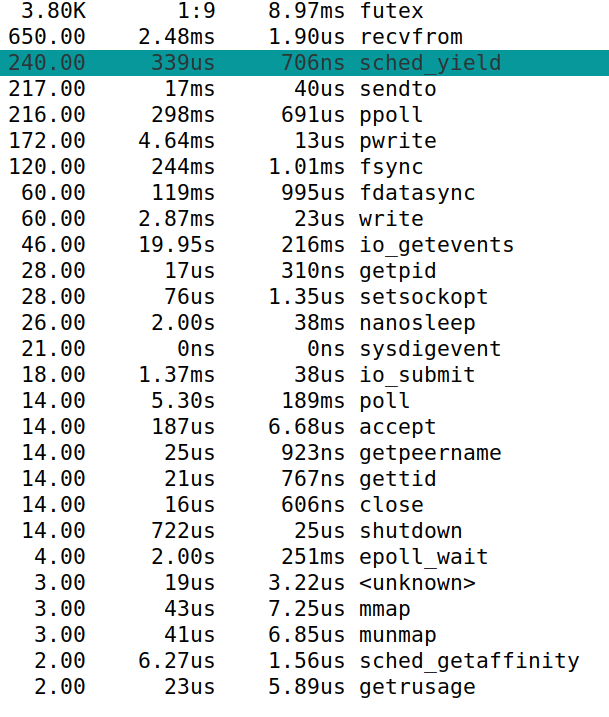 3.80K 1:9 8.97ms futex
650.00 2.48ms 1.90us recvfrom
240.00 339us 706ns sched_yield
217.00 17ms 40us sendto
216.00 298ms 691us ppoll
172.00 4.64ms 13us pwrite
120.00 244ms 1.01ms fsync
60.00 119ms 995us fdatasync
60.00 2.87ms 23us write
46.00 19.95s 216ms io_getevents
28.00 17us 310ns getpid
28.00 76us 1.35us setsockopt
26.00 2.00s 38ms nanosleep
21.00 0ns 0ns sysdigevent
18.00 1.37ms 38us io_submit
14.00 5.30s 189ms poll
14.00 187us 6.68us accept
14.00 25us 923ns getpeername
14.00 21us 767ns gettid
14.00 16us 606ns close
14.00 722us 25us shutdown
4.00 2.00s 251ms epoll_wait
3.00 19us 3.22us <unknown>
3.00 43us 7.25us mmap
3.00 41us 6.85us munmap
2.00 6.27us 1.56us sched_getaffinity
2.00 23us 5.89us getrusage